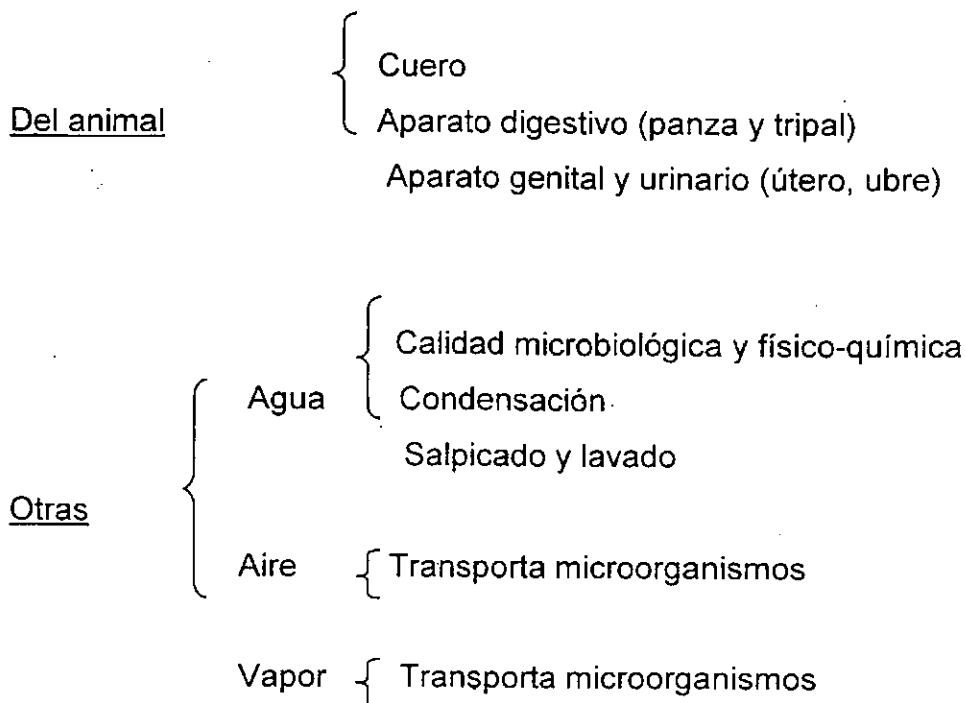 Cuero
Del animal
Aparato digestivo (panza y tripal)
Aparato genital y urinario (útero, ubre)
Calidad microbiológica y físico-química
Agua
Condensación
Salpicado y lavado
Otras
Aire
Transporta microorganismos
Vapor
Transporta microorganismos